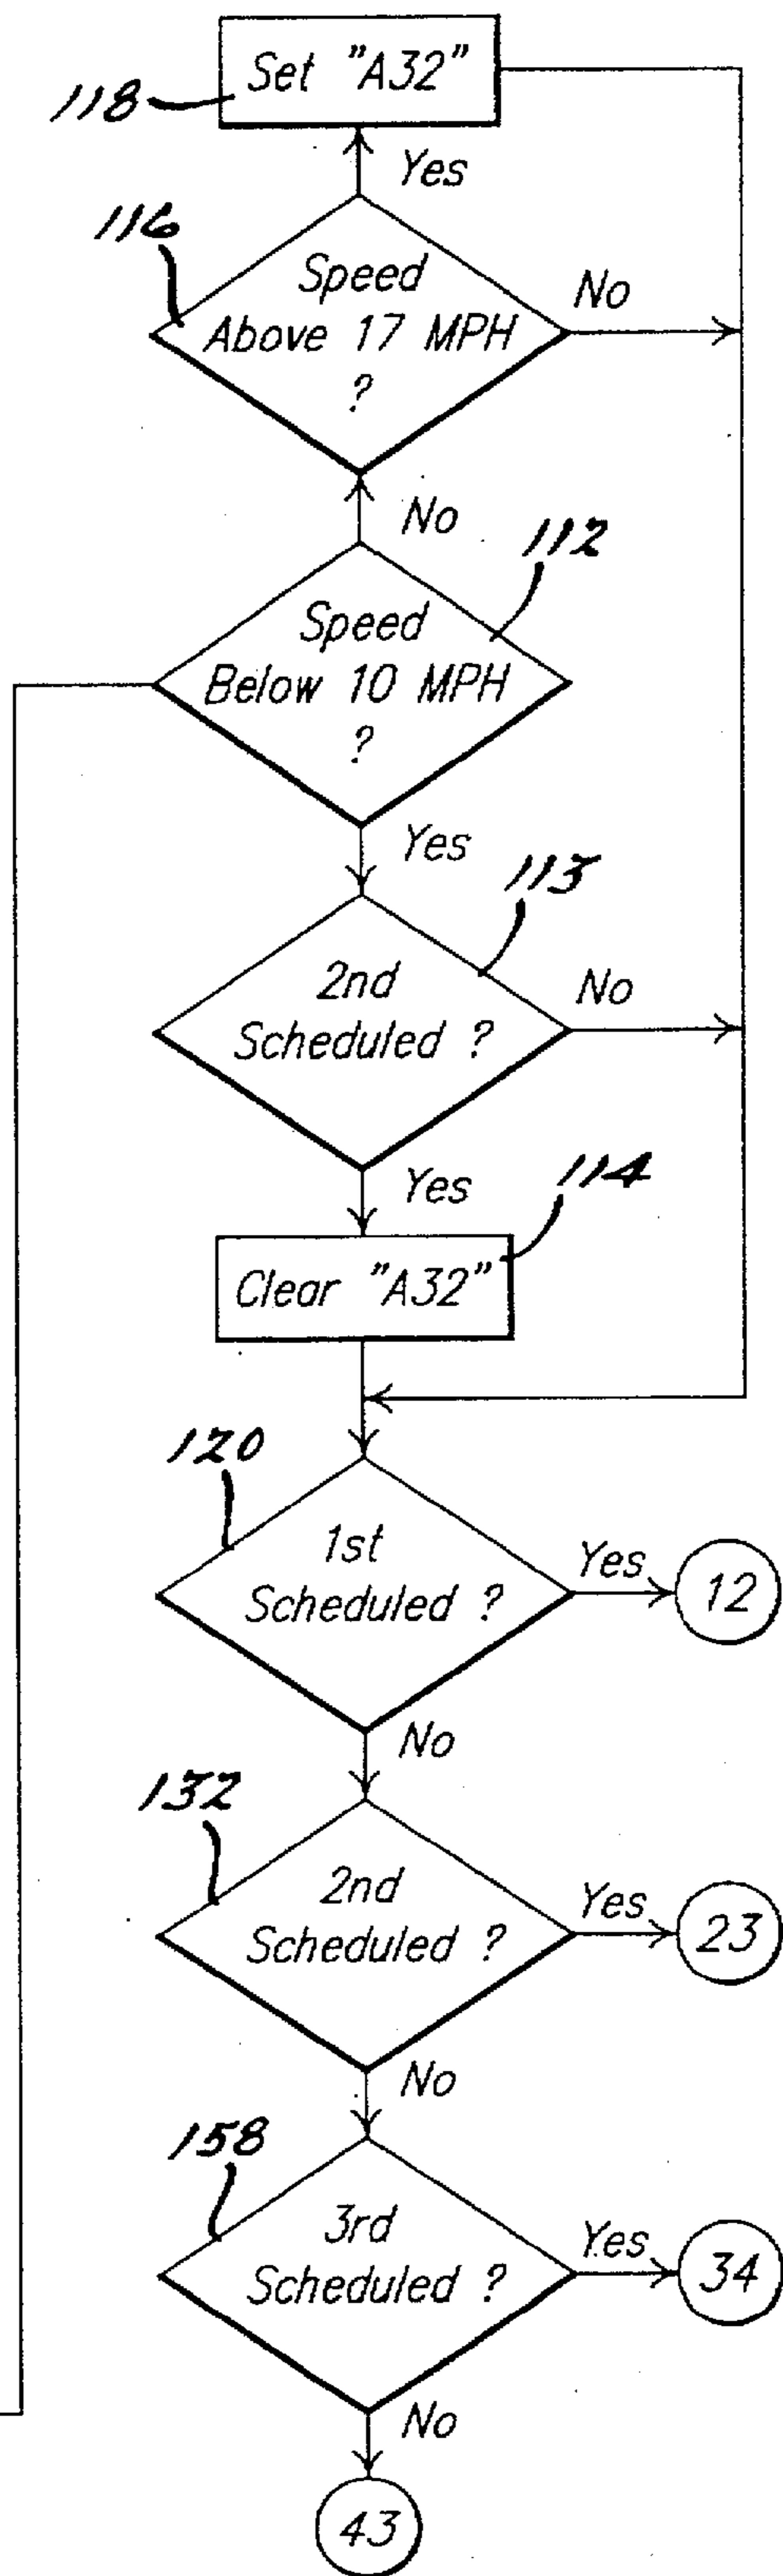 Set "A32"
118
Yes
116
Speed
Above 17 MPH
?
No
No
112
Speed
Below 10 MPH
?
Yes
113
2nd
Scheduled ?
No
Yes
114
Clear "A32"
120
1st
Scheduled ?
Yes
12
No
132
2nd
Scheduled ?
Yes
23
No
158
3rd
Scheduled ?
Yes
34
No
43